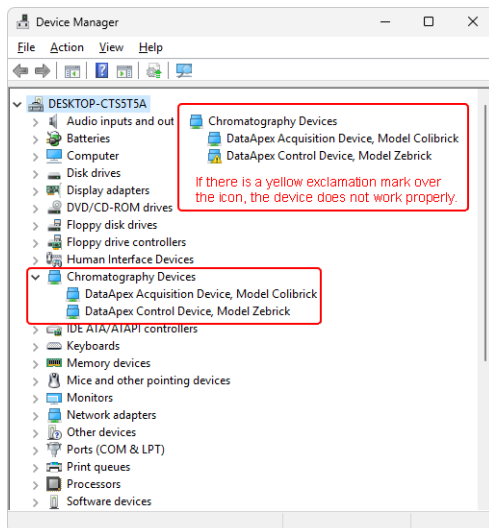 Device Manager
File Action View Help
DESKTOP-CTS5T5A
Audio inputs and out
Batteries
Computer
Disk drives
Display adapters
DVD/CD-ROM drives
Floppy disk drives
Floppy drive controllers
Human Interface Devices
Chromatography Devices
DataApex Acquisition Device, Model Colibrick
DataApex Control Device, Model Zebrick
IDE ATA/ATAPI controllers
Keyboards
Memory devices
Mice and other pointing devices
Monitors
Network adapters
Other devices
Ports (COM & LPT)
Print queues
Processors
Software devices
Chromatography Devices
DataApex Acquisition Device, Model Colibrick
DataApex Control Device, Model Zebrick
If there is a yellow exclamation mark over
the icon, the device does not work properly.